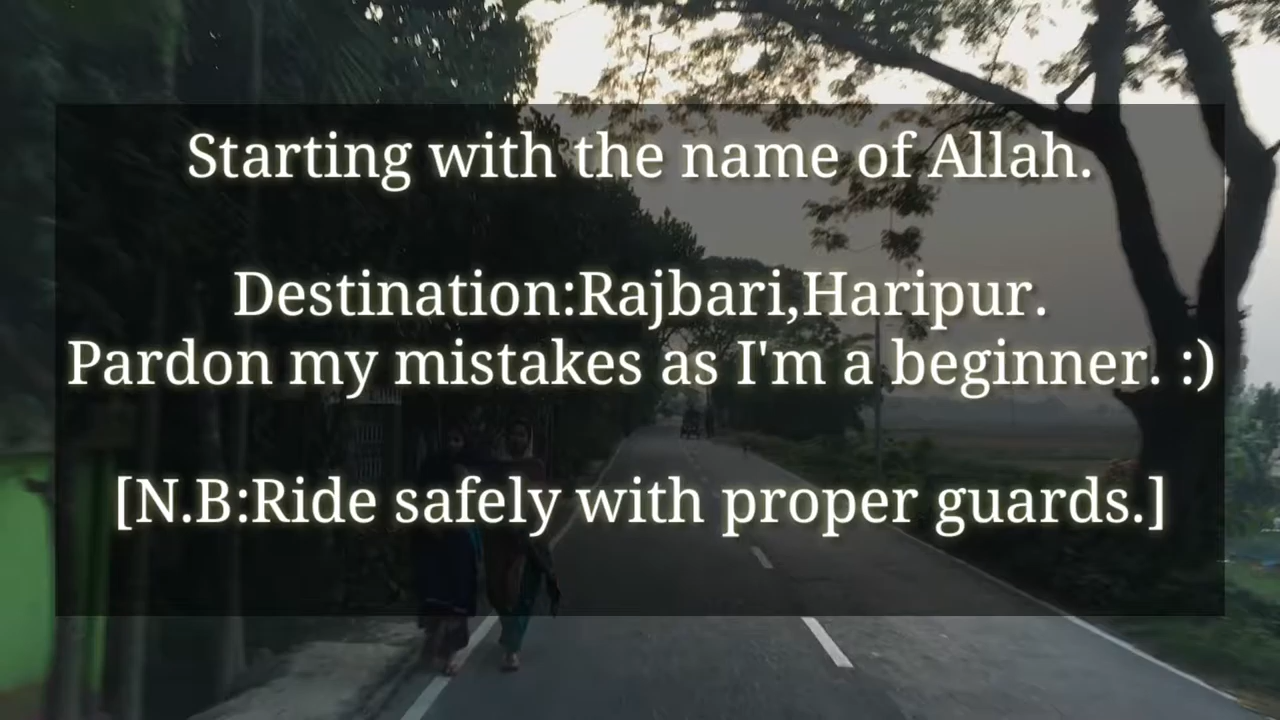 Starting with the name of Allah.
Destination:Rajbari,Haripur.
Pardon my mistakes as I'm a beginner. :)
[N.B:Ride safely with proper guards.]